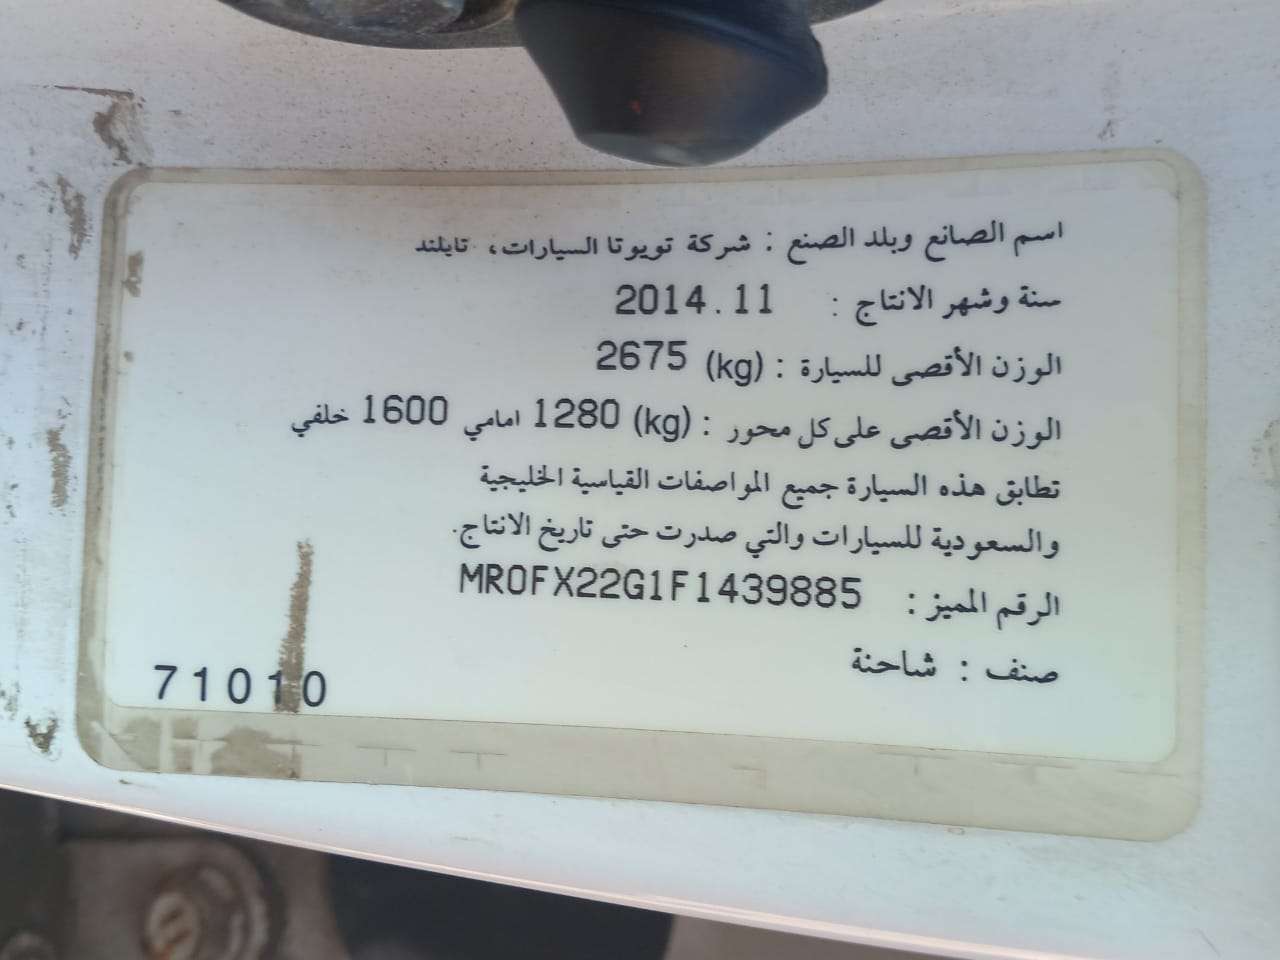 اسم الصانع وبلد الصنع : شركة تويوتا السيارات، تايلند
سنة وشهر الانتاج : 2014.11
الوزن الأقصى للسيارة : (kg) 2675
الوزن الأقصى على كل محور : (kg) 1280 امامي 1600 خلفي
تطابق هذه السيارة جميع المواصفات القياسية الخليجية
والسعودية للسيارات والتي صدرت حتى تاريخ الانتاج.
الرقم المميز : MR0FX22G1F1439885
صنف : شاحنة
71010